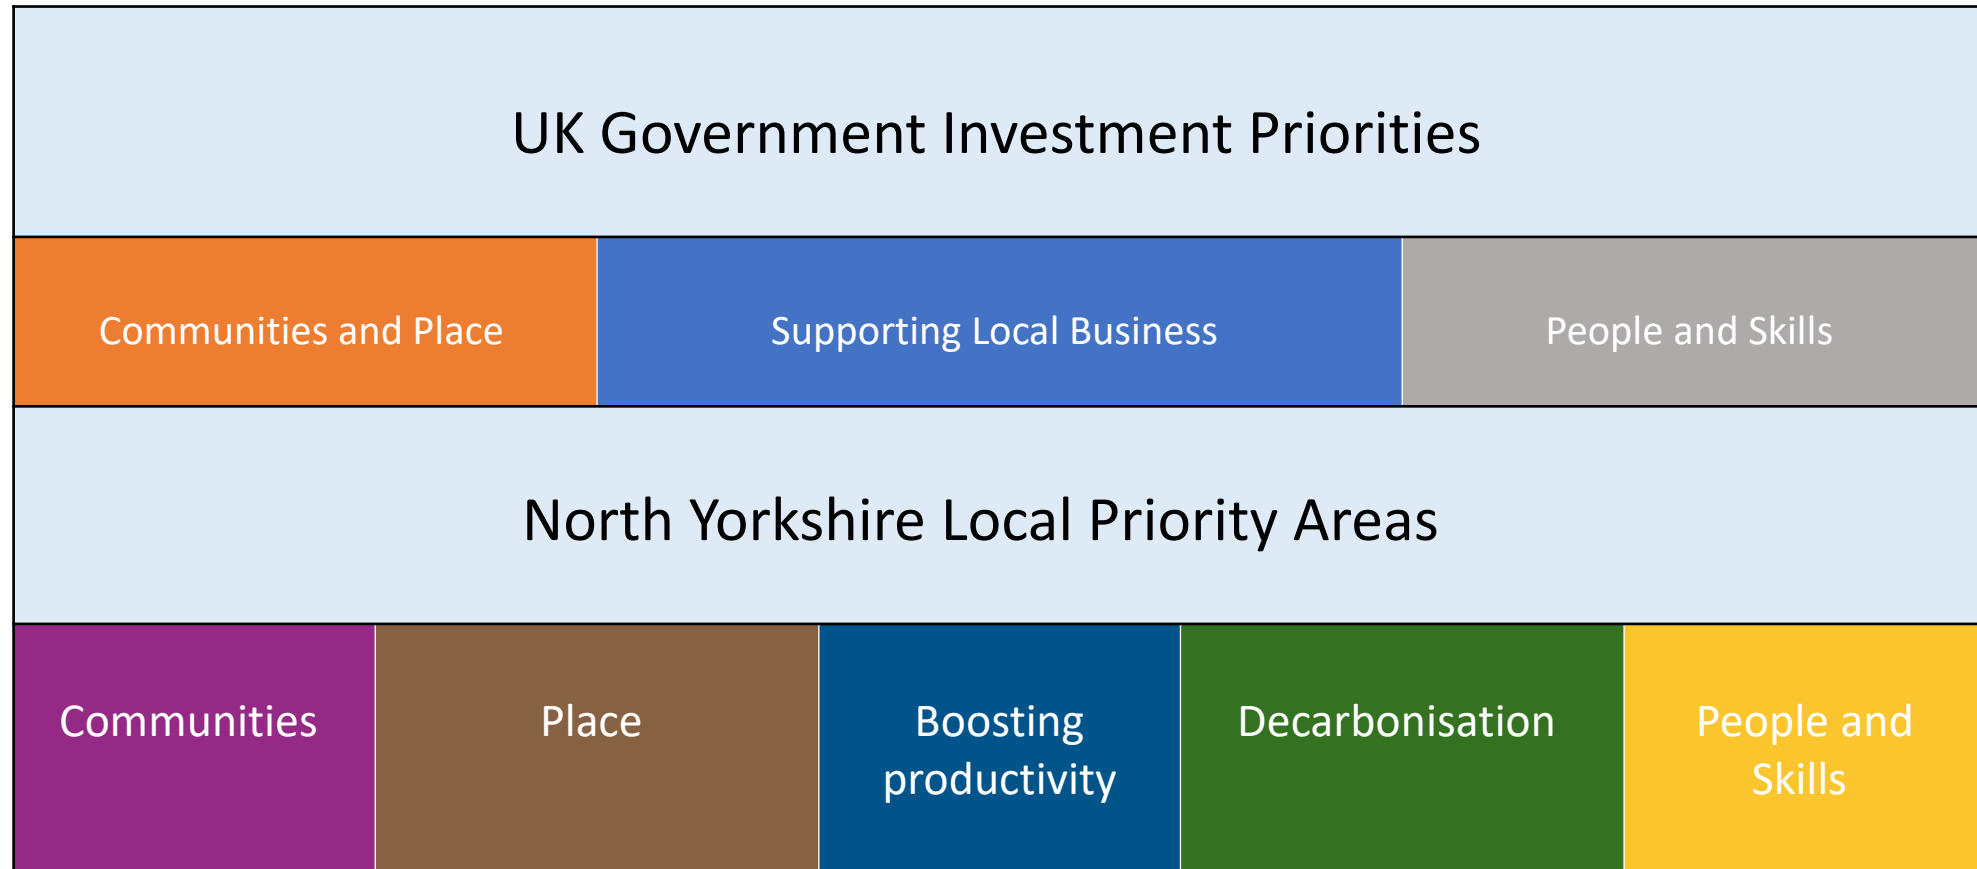 UK Government Investment Priorities
Communities and Place
Supporting Local Business
People and Skills
North Yorkshire Local Priority Areas
Communities
Place
Boosting
productivity
Decarbonisation
People and
Skills